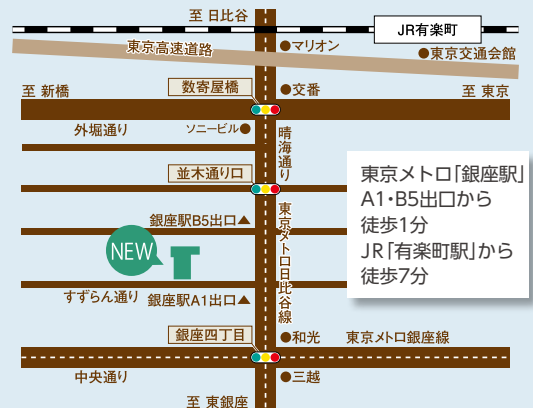 至 日比谷
JR有楽町
東京高速道路
●マリオン
●東京交通会館
至 新橋
数寄屋橋
●交番
至 東京
外堀通り
ソニービル●
晴海通り
並木通り口
東京メトロ「銀座駅」
A1・B5出口から
徒歩1分
JR「有楽町駅」から
徒歩7分
銀座駅B5出口▲
東京メトロ日比谷線
NEW
T
すずらん通り
銀座駅A1出口▲
銀座四丁目
●和光
東京メトロ銀座線
中央通り
●三越
至 東銀座